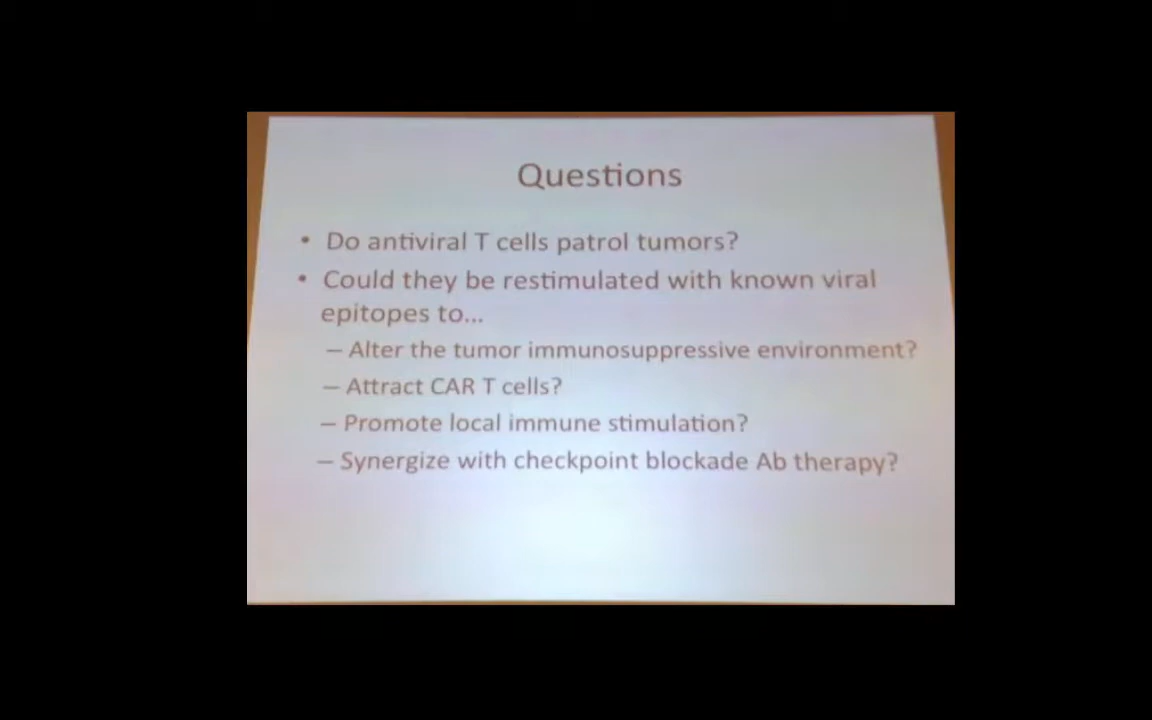 Questions
• Do antiviral T cells patrol tumors?
• Could they be restimulated with known viral
epitopes to...
– Alter the tumor immunosuppressive environment?
– Attract CAR T cells?
– Promote local immune stimulation?
– Synergize with checkpoint blockade Ab therapy?